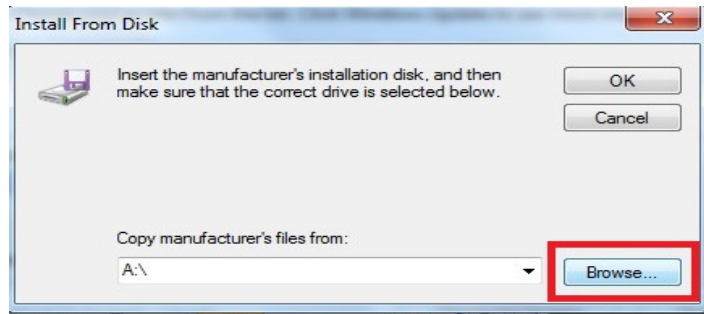 Install From Disk
Insert the manufacturer's installation disk, and then
make sure that the correct drive is selected below.
OK
Cancel
Copy manufacturer's files from:
A:\
Browse...